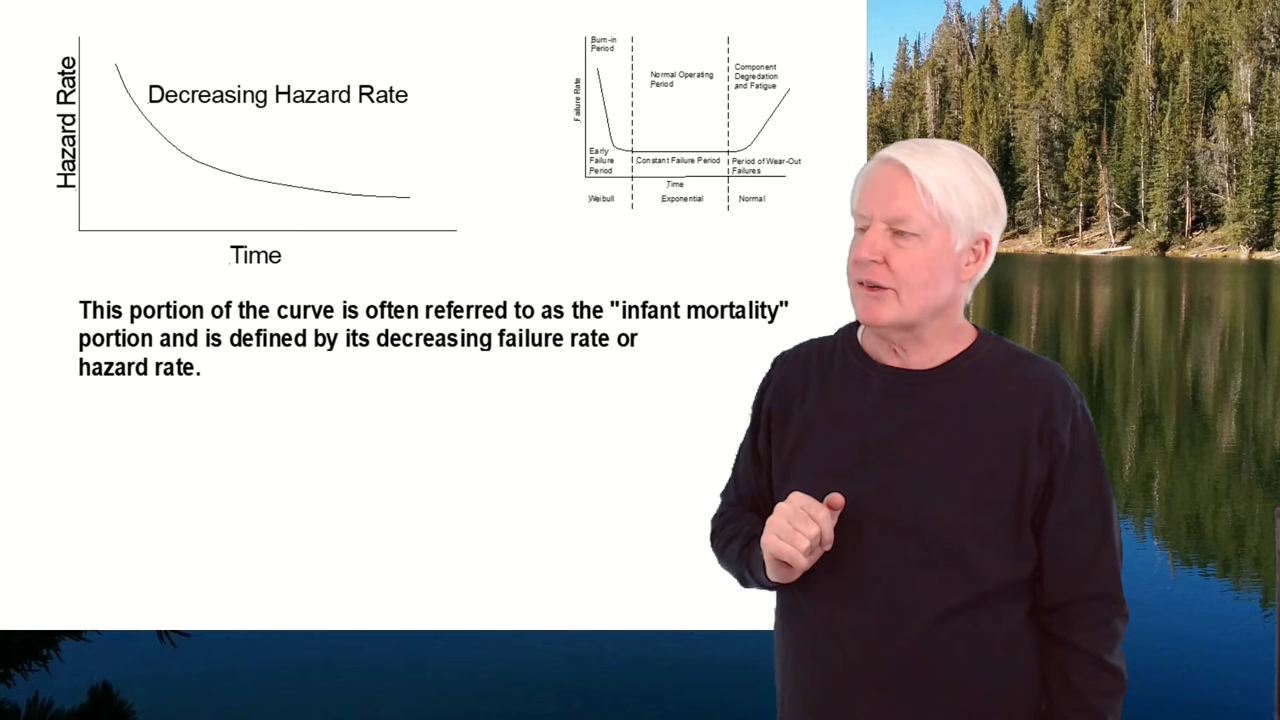 Hazard Rate
Decreasing Hazard Rate
Time
Burn-in
Period
Normal Operating
Period
Component
Degredation
and Fatigue
Failure Rate
Early
Failure
Period
Constant Failure Period
Period of Wear-Out
Failures
Time
Weibull
Exponential
Normal
This portion of the curve is often referred to as the "infant mortality"
portion and is defined by its decreasing failure rate or
hazard rate.